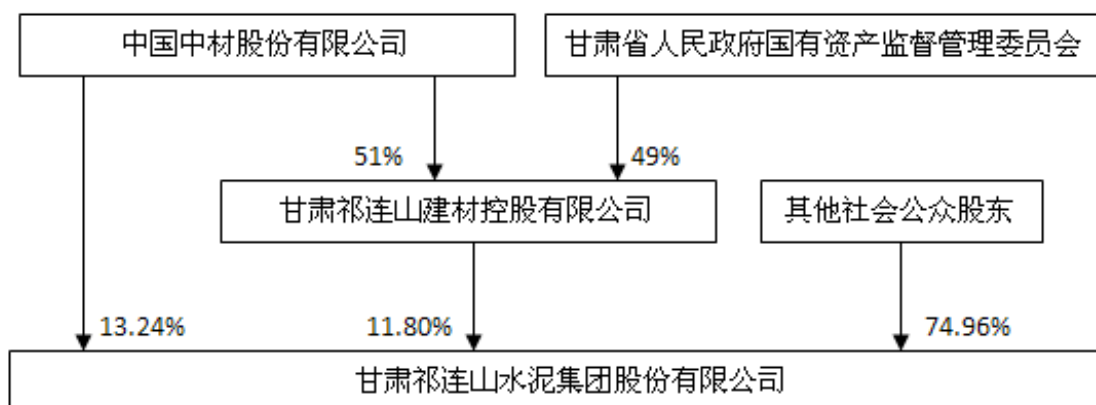 中国中材股份有限公司
甘肃省人民政府国有资产监督管理委员会
51%
49%
甘肃祁连山建材控股有限公司
其他社会公众股东
13.24%
11.80%
74.96%
甘肃祁连山水泥集团股份有限公司